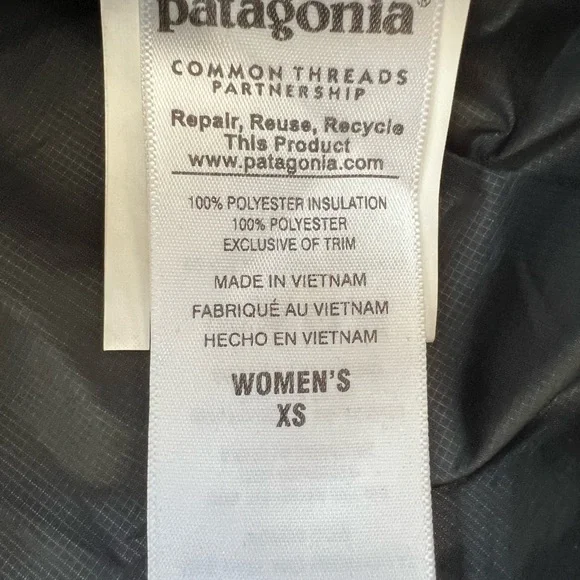 patagonia®
COMMON THREADS
PARTNERSHIP
Repair, Reuse, Recycle
This Product
www.patagonia.com
100% POLYESTER INSULATION
100% POLYESTER
EXCLUSIVE OF TRIM
MADE IN VIETNAM
FABRIQUÉ AU VIETNAM
HECHO EN VIETNAM
WOMEN'S
XS